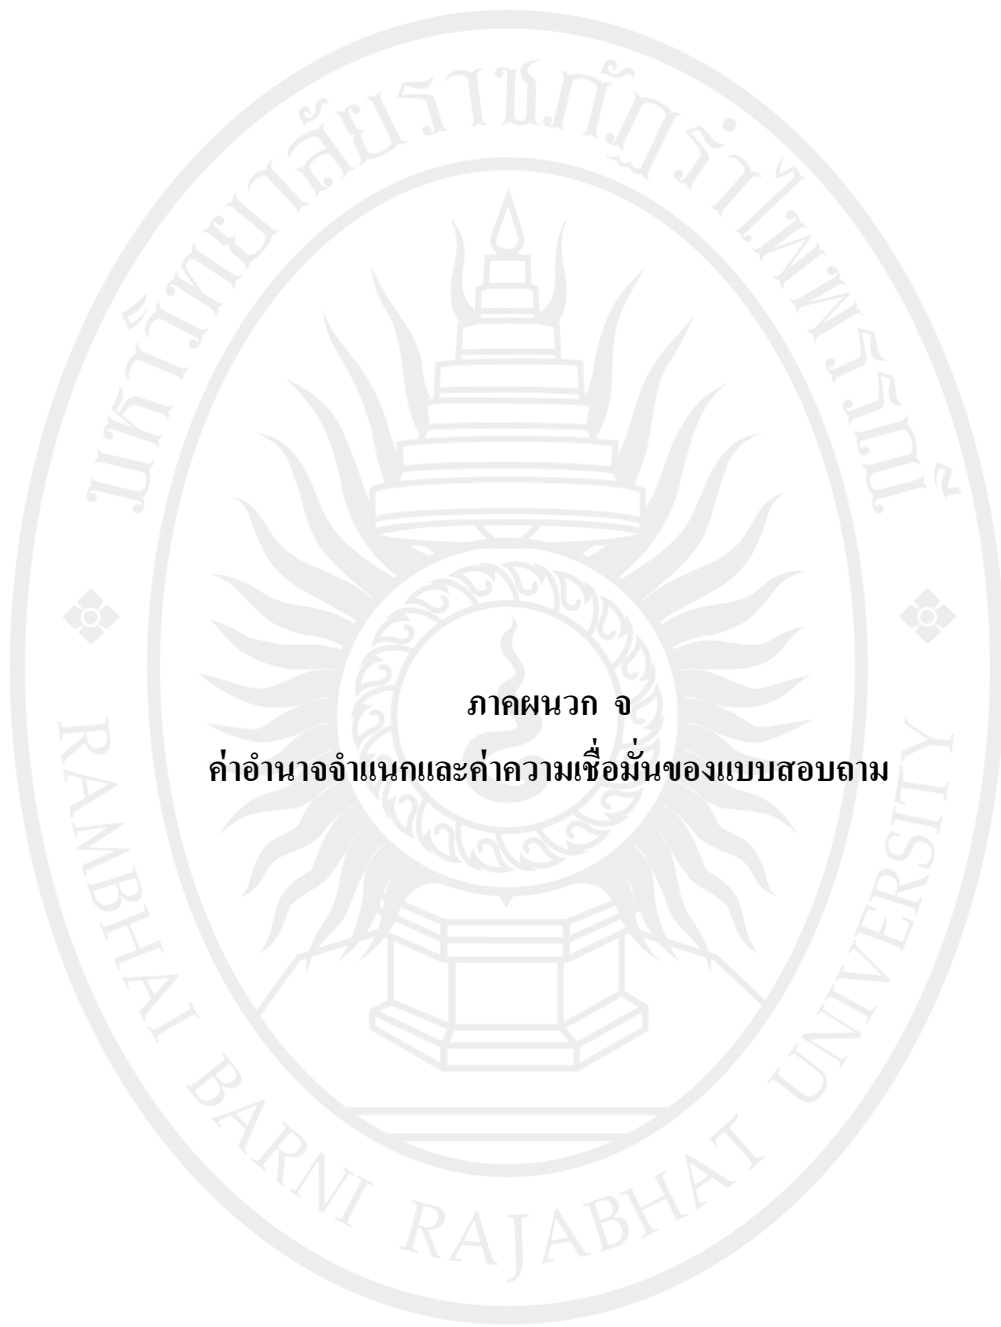 มหาวิทยาลัยราชภัฏรำไพพรรณี
ภาคผนวก จ
ค่าอำนาจจำแนกและค่าความเชื่อมั่นของแบบสอบถาม
RAMBHAI BARNI RAJABHAT UNIVERSITY